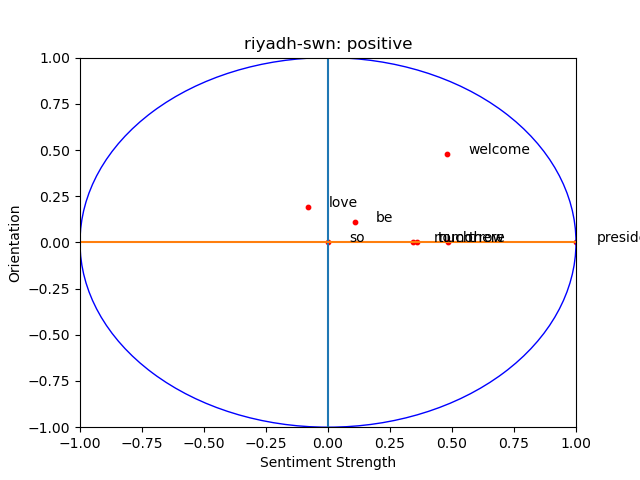 riyadh-swn: positive
1.00
0.75
0.50
0.25
0.00
−0.25
−0.50
−0.75
−1.00
Orientation
welcome
love
be
so
preside
−1.00 −0.75 −0.50 −0.25 0.00 0.25 0.50 0.75 1.00
Sentiment Strength